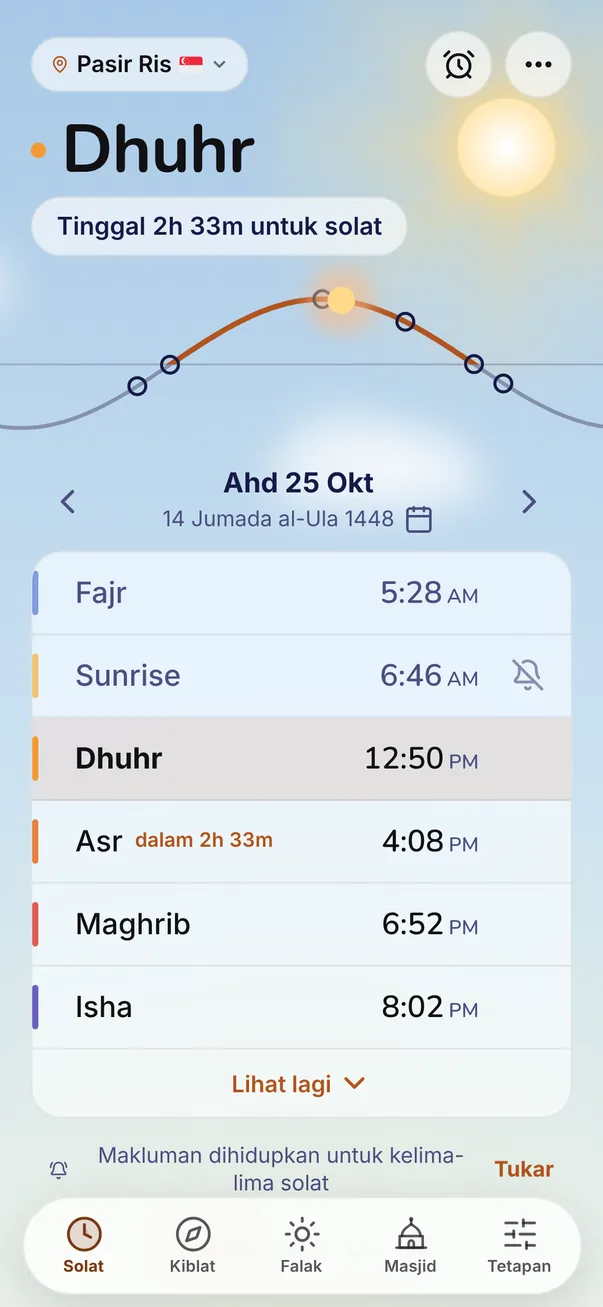 Pasir Ris
Dhuhr
Tinggal 2h 33m untuk solat
Ahd 25 Okt
14 Jumada al-Ula 1448
Fajr 5:28 AM
Sunrise 6:46 AM
Dhuhr 12:50 PM
Asr dalam 2h 33m 4:08 PM
Maghrib 6:52 PM
Isha 8:02 PM
Lihat lagi
Makluman dihidupkan untuk kelima-
lima solat
Tukar
Solat Kiblat Falak Masjid Tetapan